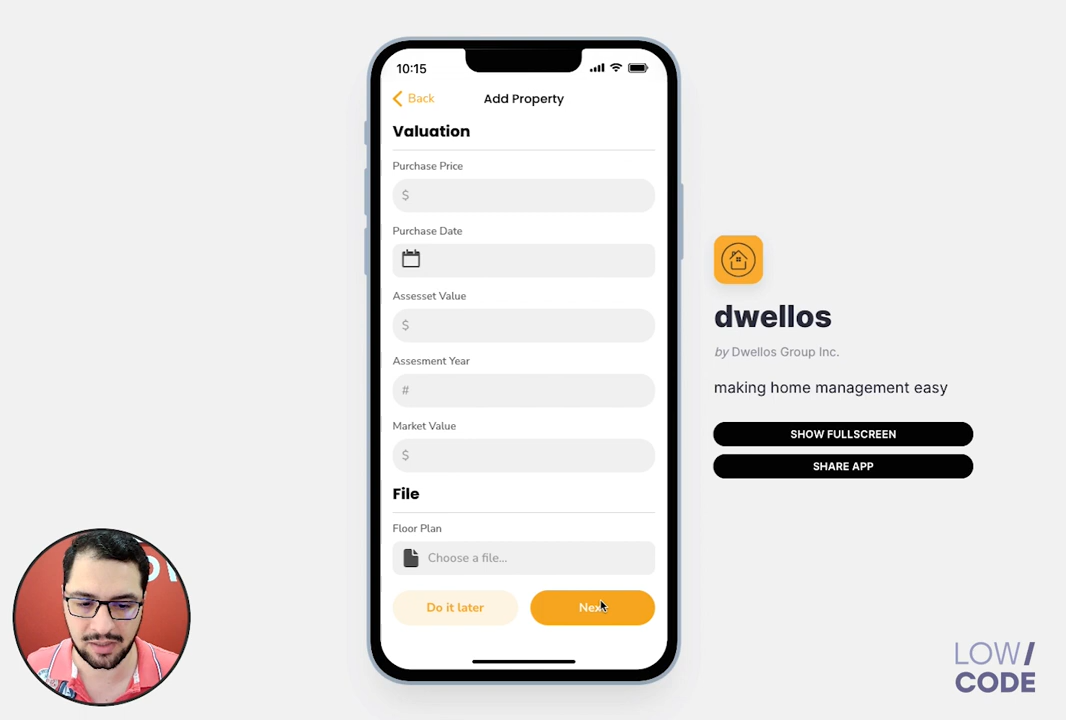 10:15
Back
Add Property
Valuation
Purchase Price
$
Purchase Date
Assesset Value
$
Assesment Year
#
Market Value
$
File
Floor Plan
Choose a file...
Do it later
Next
dwellos
by Dwellos Group Inc.
making home management easy
SHOW FULLSCREEN
SHARE APP
LOW/
CODE